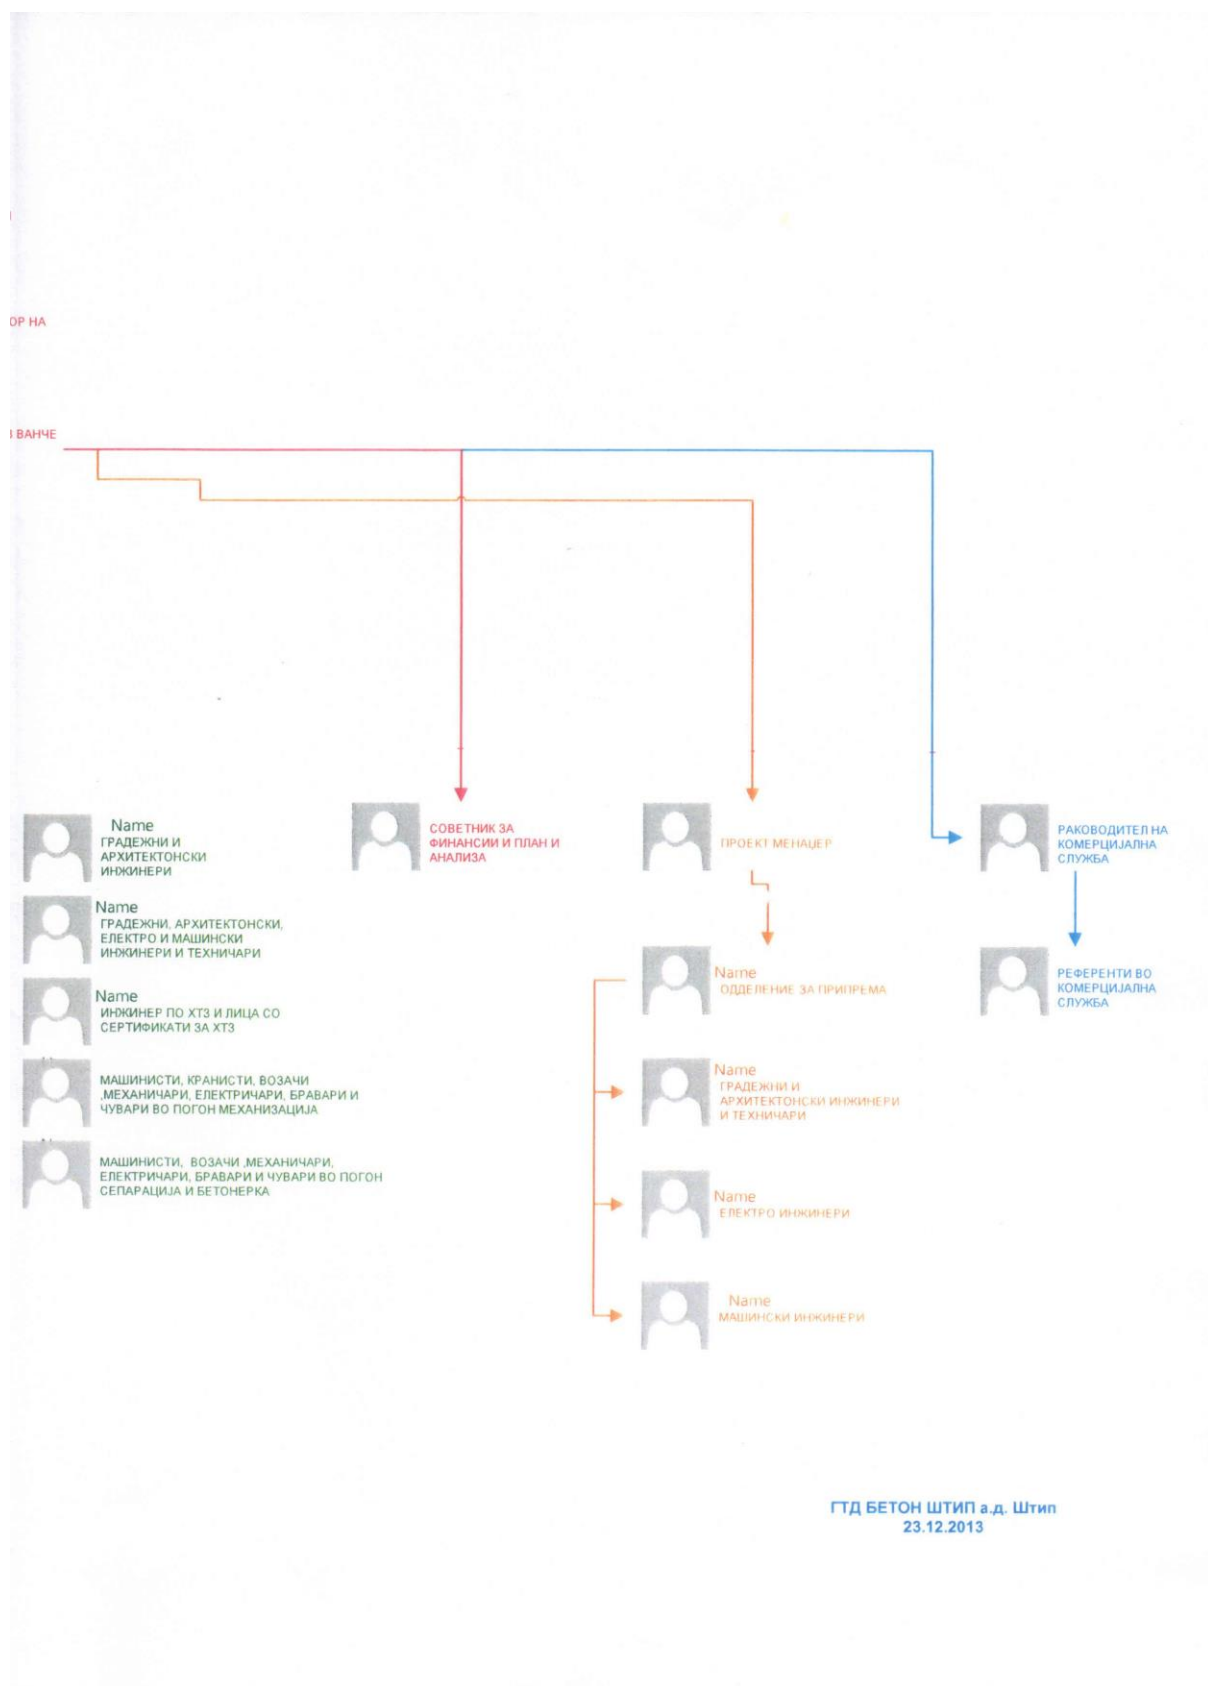 ОР НА
ВАНЧЕ
Name
ГРАДЕЖНИ И
АРХИТЕКТОНСКИ
ИНЖИНЕРИ
Name
ГРАДЕЖНИ, АРХИТЕКТОНСКИ,
ЕЛЕКТРО И МАШИНСКИ
ИНЖИНЕРИ И ТЕХНИЧАРИ
Name
ИНЖИНЕР ПО ХТЗ И ЛИЦА СО
СЕРТИФИКАТИ ЗА ХТЗ
МАШИНИСТИ, КРАНИСТИ, ВОЗАЧИ
,МЕХАНИЧАРИ, ЕЛЕКТРИЧАРИ, БРАВАРИ И
ЧУВАРИ ВО ПОГОН МЕХАНИЗАЦИЈА
МАШИНИСТИ, ВОЗАЧИ ,МЕХАНИЧАРИ,
ЕЛЕКТРИЧАРИ, БРАВАРИ И ЧУВАРИ ВО ПОГОН
СЕПАРАЦИЈА И БЕТОНЕРКА
СОВЕТНИК ЗА
ФИНАНСИИ И ПЛАН И
АНАЛИЗА
ПРОЕКТ МЕНАЏЕР
Name
ОДДЕЛЕНИЕ ЗА ПРИПРЕМА
Name
ГРАДЕЖНИ И
АРХИТЕКТОНСКИ ИНЖИНЕРИ
И ТЕХНИЧАРИ
Name
ЕЛЕКТРО ИНЖИНЕРИ
Name
МАШИНСКИ ИНЖИНЕРИ
РАКОВОДИТЕЛ НА
КОМЕРЦИЈАЛНА
СЛУЖБА
РЕФЕРЕНТИ ВО
КОМЕРЦИЈАЛНА
СЛУЖБА
ГТД БЕТОН ШТИП а.д. Штип
23.12.2013